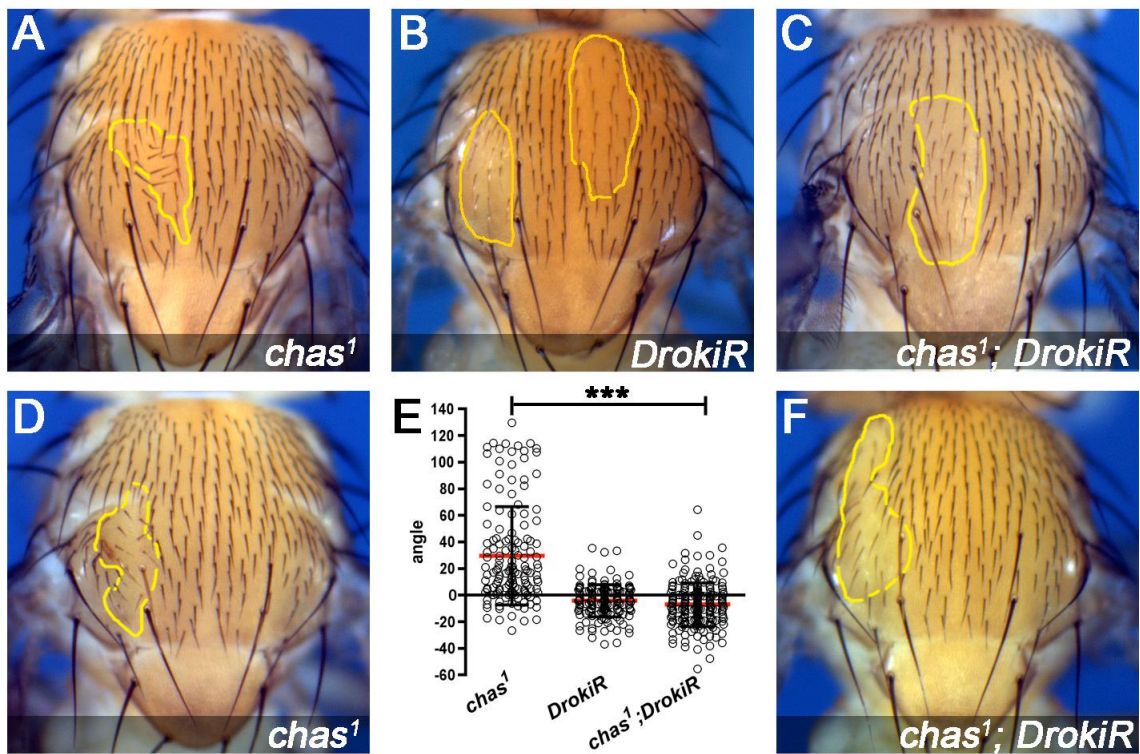 A
chas¹
B
DrokiR
C
chas¹; DrokiR
D
chas¹
E
***
140
120
100
80
60
40
20
0
-20
-40
-60
angle
chas¹
DrokiR
chas¹;DrokiR
F
chas¹; DrokiR